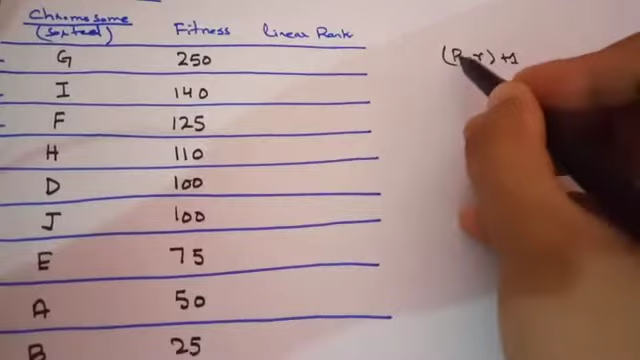 Chromosome Fitness Linear Rank
(sorted)
G 250
I 140
F 125
H 110
D 100
J 100
E 75
A 50
B 25
(P-r)+1